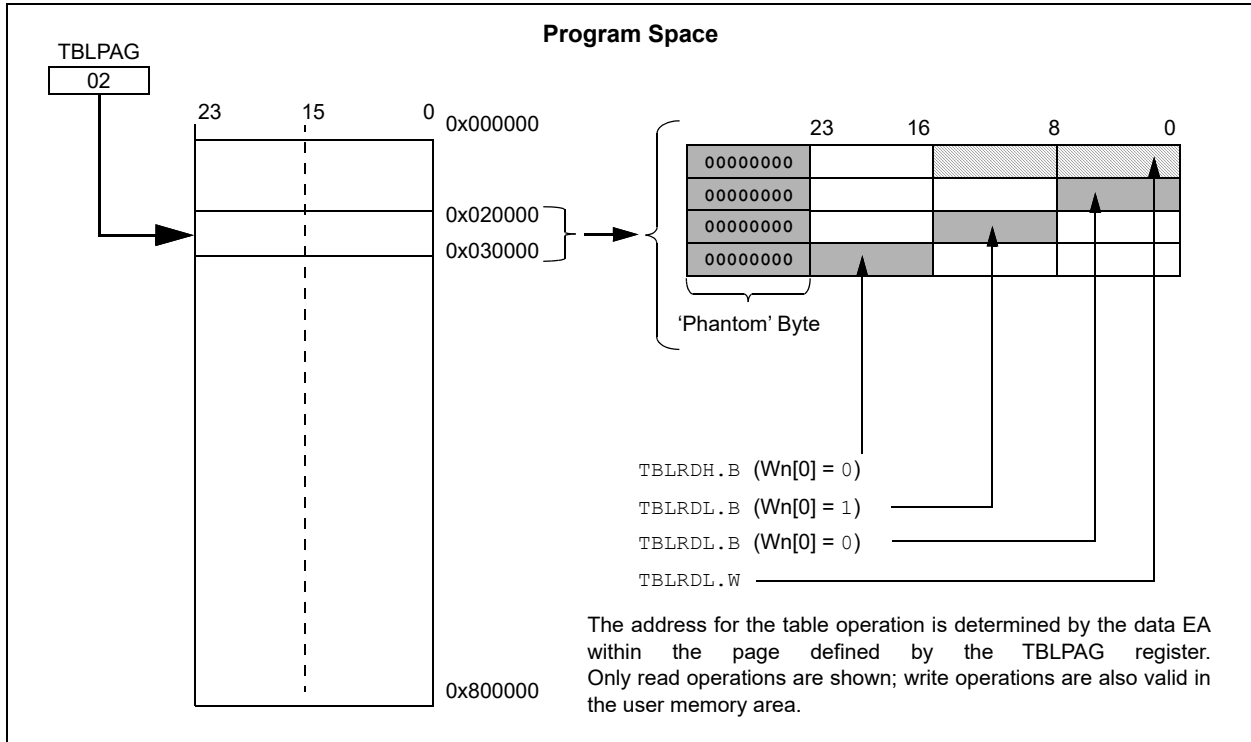 Program Space
TBLPAG
02
23 15 0
0x000000
0x020000
0x030000
0x800000
23 16 8 0
00000000
00000000
00000000
00000000
‘Phantom’ Byte
TBLRDH.B (Wn[0] = 0)
TBLRDL.B (Wn[0] = 1)
TBLRDL.B (Wn[0] = 0)
TBLRDL.W
The address for the table operation is determined by the data EA
within the page defined by the TBLPAG register.
Only read operations are shown; write operations are also valid in
the user memory area.